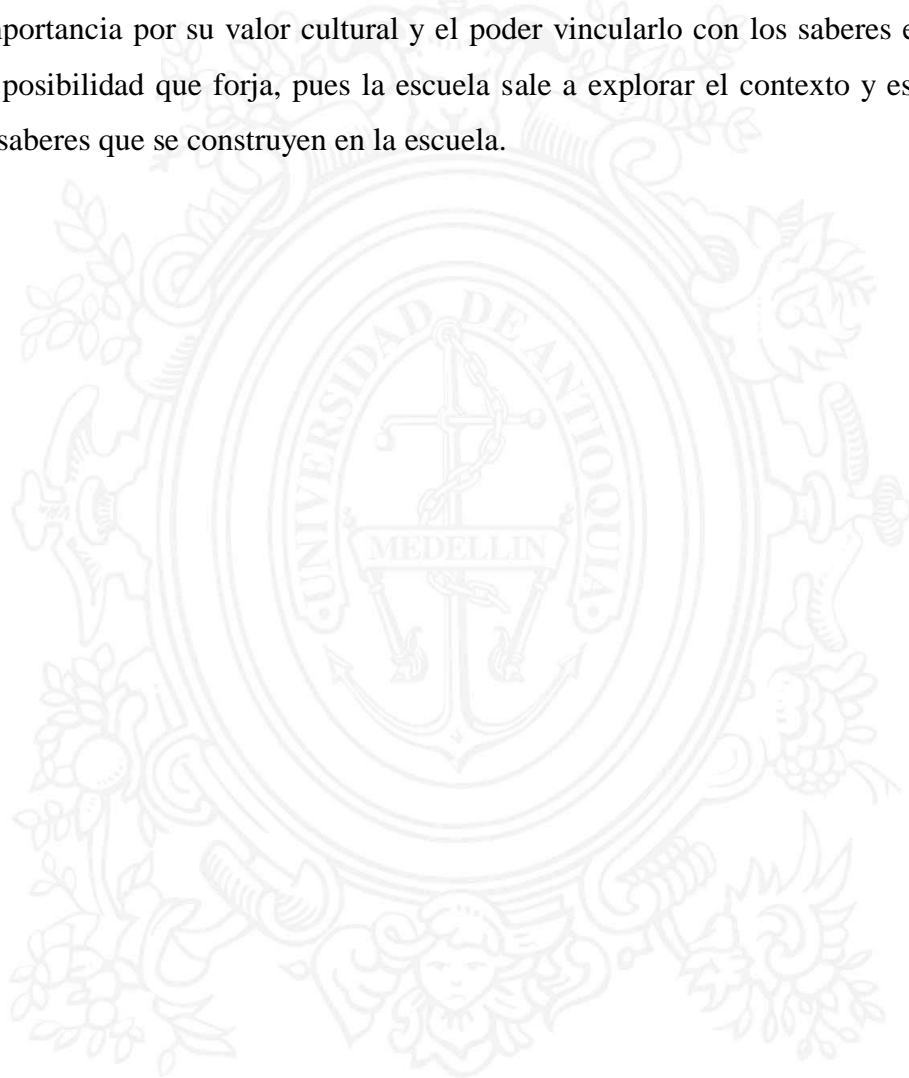 nportancia por su valor cultural y el poder vincularlo con los saberes e
posibilidad que forja, pues la escuela sale a explorar el contexto y es
saberes que se construyen en la escuela.
UNIVERSIDAD DE ANTIOQUIA
MEDELLIN